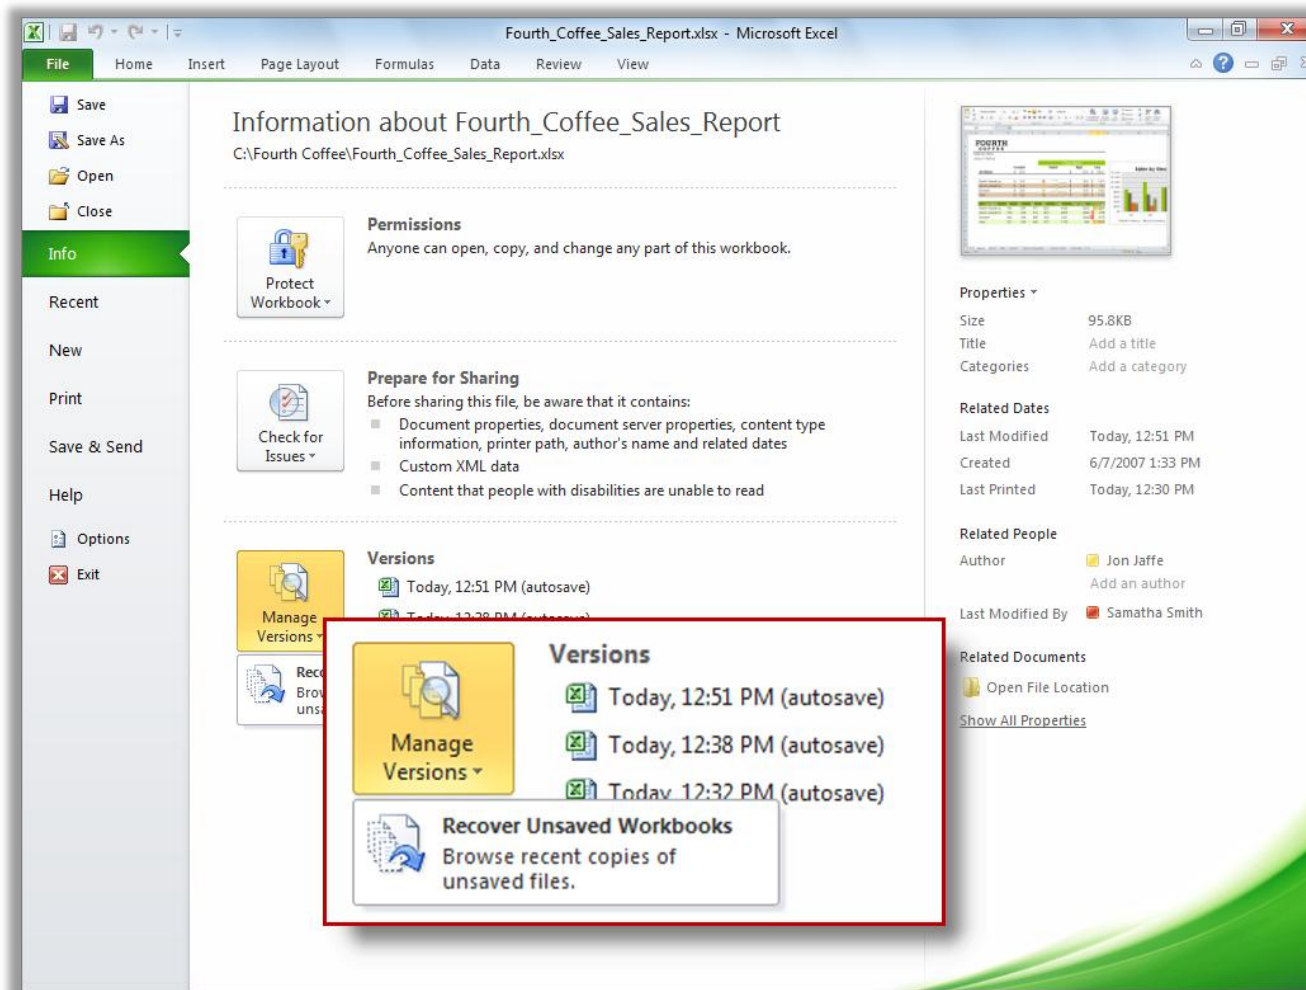 Fourth_Coffee_Sales_Report.xlsx - Microsoft Excel
File Home Insert Page Layout Formulas Data Review View
Save
Save As
Open
Close
Info
Recent
New
Print
Save & Send
Help
Options
Exit
Information about Fourth_Coffee_Sales_Report
C:\Fourth Coffee\Fourth_Coffee_Sales_Report.xlsx
Protect
Workbook
Permissions
Anyone can open, copy, and change any part of this workbook.
Check for
Issues
Prepare for Sharing
Before sharing this file, be aware that it contains:
Document properties, document server properties, content type
information, printer path, author's name and related dates
Custom XML data
Content that people with disabilities are unable to read
Manage
Versions
Versions
Today, 12:51 PM (autosave)
Today, 12:38 PM (autosave)
Manage
Versions
Versions
Today, 12:51 PM (autosave)
Today, 12:38 PM (autosave)
Today, 12:32 PM (autosave)
Recover Unsaved Workbooks
Browse recent copies of
unsaved files.
FOURTH
COFFEE
Properties
Size 95.8KB
Title Add a title
Categories Add a category
Related Dates
Last Modified Today, 12:51 PM
Created 6/7/2007 1:33 PM
Last Printed Today, 12:30 PM
Related People
Author Jon Jaffe
Add an author
Last Modified By Samatha Smith
Related Documents
Open File Location
Show All Properties